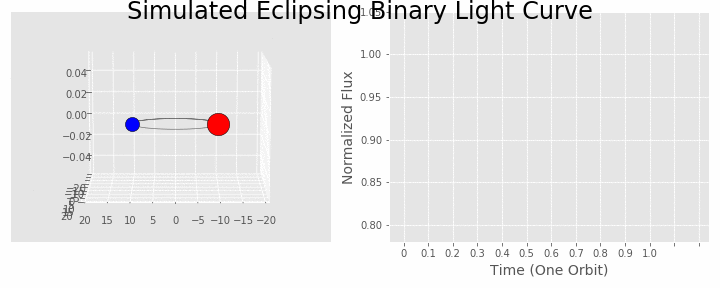 Simulated Eclipsing Binary Light Curve
0.04
0.02
0.00
−0.02
−0.04
20 15 10 5 0 −5 −10 −15 −20
Normalized Flux
1.05
1.00
0.95
0.90
0.85
0.80
0 0.1 0.2 0.3 0.4 0.5 0.6 0.7 0.8 0.9 1.0
Time (One Orbit)